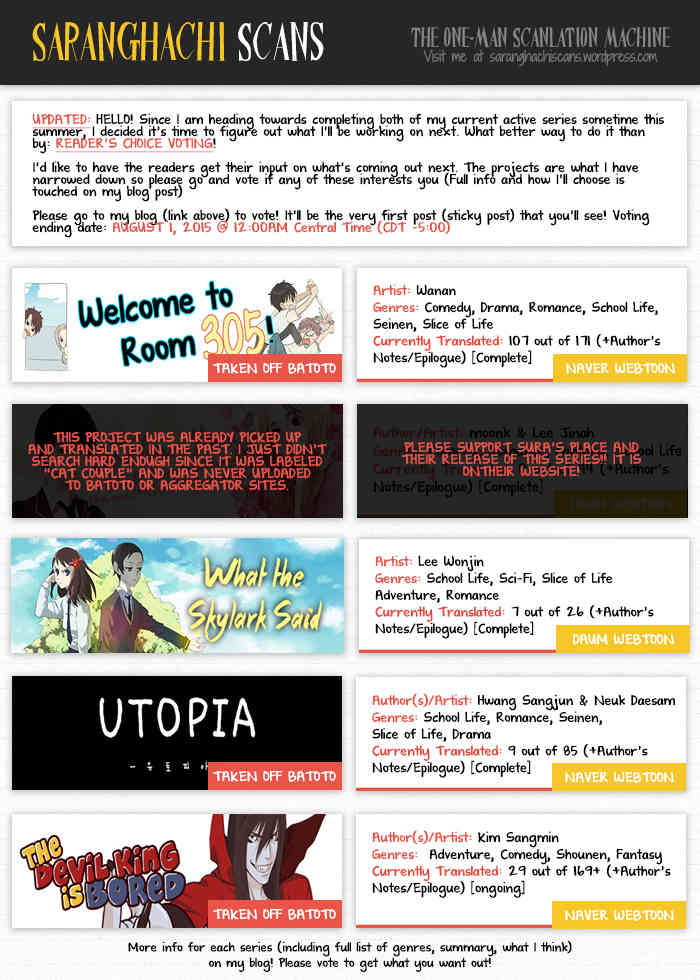 SARANGHACHI SCANS
THE ONE-MAN SCANLATION MACHINE
Visit me at saranghachiscans.wordpress.com
UPDATED: HELLO! Since I am heading towards completing both of my current active series sometime this
summer, I decided it's time to figure out what I'll be working on next. What better way to do it than
by: READER'S CHOICE VOTING!
I'd like to have the readers get their input on what's coming out next. The projects are what I have
narrowed down so please go and vote if any of these interests you (Full info and how I'll choose is
touched on my blog post)
Please go to my blog (link above) to vote! It'll be the very first post (sticky post) that you'll see! Voting
ending date: AUGUST 1, 2015 @ 12:00AM Central Time (CDT -5:00)
Welcome to
Room 305!
TAKEN OFF BATOTO
Artist: Wanan
Genres: Comedy, Drama, Romance, School Life,
Seinen, Slice of Life
Currently Translated: 107 out of 171 (+Author's
Notes/Epilogue) [Complete]
NAVER WEBTOON
THIS PROJECT WAS ALREADY PICKED UP
AND TRANSLATED IN THE PAST. I JUST DIDN'T
SEARCH HARD ENOUGH SINCE IT WAS LABELED
"CAT COUPLE" AND WAS NEVER UPLOADED
TO BATOTO OR AGGREGATOR SITES.
Author/Artist: moonk & Lee Jinah
PLEASE SUPPORT SURA'S PLACE AND
THEIR RELEASE OF THIS SERIES!! IT IS
ONTHEIR WEBSITE!
Notes/Epilogue) [Complete]
What the
Skylark Said
Artist: Lee Wonjin
Genres: School Life, Sci-Fi, Slice of Life
Adventure, Romance
Currently Translated: 7 out of 26 (+Author's
Notes/Epilogue) [Complete]
DAUM WEBTOON
UTOPIA
- 유 토 피 아
TAKEN OFF BATOTO
Author(s)/Artist: Hwang Sangjun & Neuk Daesam
Genres: School Life, Romance, Seinen,
Slice of Life, Drama
Currently Translated: 9 out of 85 (+Author's
Notes/Epilogue) [Complete]
NAVER WEBTOON
THE
DEVIL KING
is BORED
TAKEN OFF BATOTO
Author(s)/Artist: Kim Sangmin
Genres: Adventure, Comedy, Shounen, Fantasy
Currently Translated: 29 out of 169+ (+Author's
Notes/Epilogue) [ongoing]
NAVER WEBTOON
More info for each series (including full list of genres, summary, what I think)
on my blog! Please vote to get what you want out!